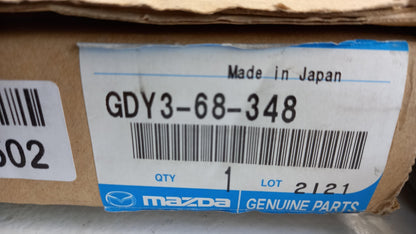 Made in Japan
GDY3-68-348
602
QTY 1 LOT 2121
mazda GENUINE PARTS